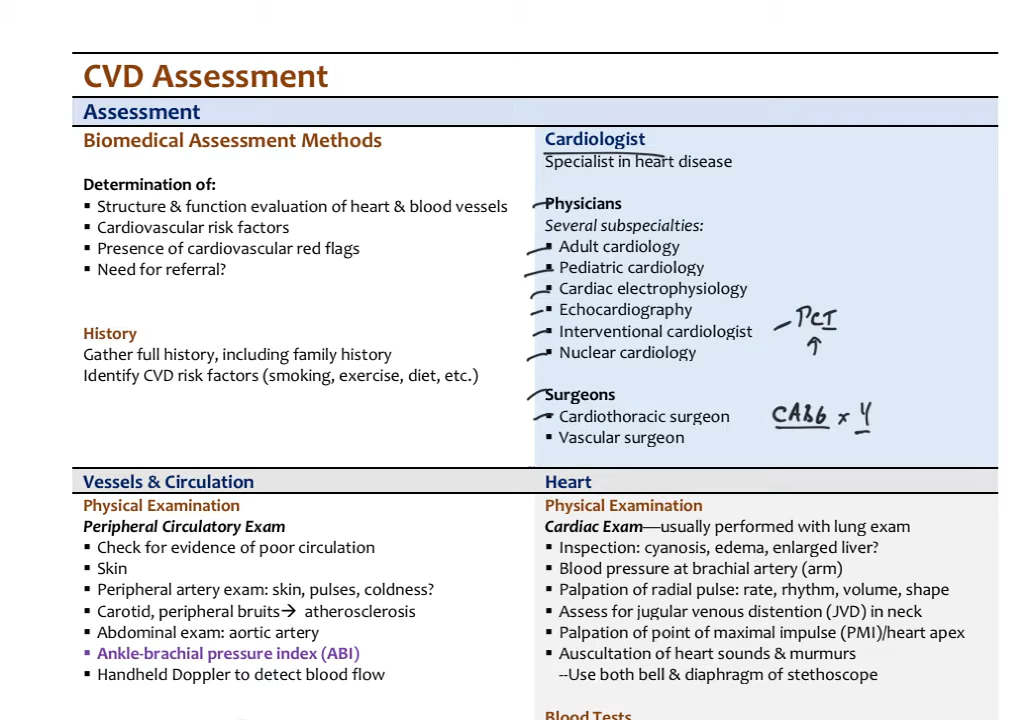 CVD Assessment
Assessment
Biomedical Assessment Methods
Determination of:
▪ Structure & function evaluation of heart & blood vessels
▪ Cardiovascular risk factors
▪ Presence of cardiovascular red flags
▪ Need for referral?
History
Gather full history, including family history
Identify CVD risk factors (smoking, exercise, diet, etc.)
Cardiologist
Specialist in heart disease
Physicians
Several subspecialties:
▪ Adult cardiology
▪ Pediatric cardiology
▪ Cardiac electrophysiology
▪ Echocardiography
▪ Interventional cardiologist
PCI
▪ Nuclear cardiology
Surgeons
▪ Cardiothoracic surgeon
CABG x 4
▪ Vascular surgeon
Vessels & Circulation
Physical Examination
Peripheral Circulatory Exam
▪ Check for evidence of poor circulation
▪ Skin
▪ Peripheral artery exam: skin, pulses, coldness?
▪ Carotid, peripheral bruits→ atherosclerosis
▪ Abdominal exam: aortic artery
▪ Ankle-brachial pressure index (ABI)
▪ Handheld Doppler to detect blood flow
Heart
Physical Examination
Cardiac Exam—usually performed with lung exam
▪ Inspection: cyanosis, edema, enlarged liver?
▪ Blood pressure at brachial artery (arm)
▪ Palpation of radial pulse: rate, rhythm, volume, shape
▪ Assess for jugular venous distention (JVD) in neck
▪ Palpation of point of maximal impulse (PMI)/heart apex
▪ Auscultation of heart sounds & murmurs
--Use both bell & diaphragm of stethoscope
Blood Tests